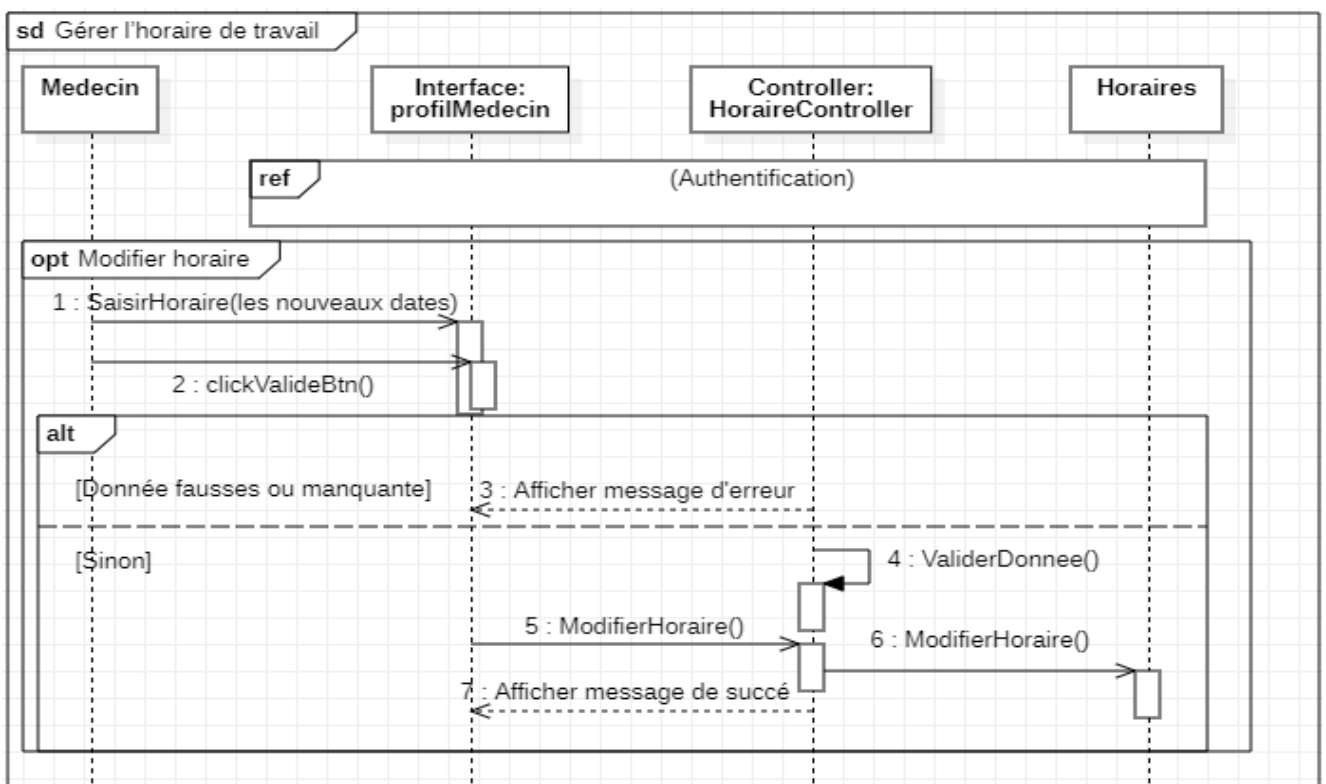 sd Gérer l'horaire de travail
Medecin
Interface:
profilMedecin
Controller:
HoraireController
Horaires
ref
(Authentification)
opt Modifier horaire
1 : SaisirHoraire(les nouveaux dates)
2 : clickValideBtn()
alt
[Donnée fausses ou manquante]
3 : Afficher message d'erreur
[Sinon]
4 : ValiderDonnee()
5 : ModifierHoraire()
6 : ModifierHoraire()
7 : Afficher message de succé